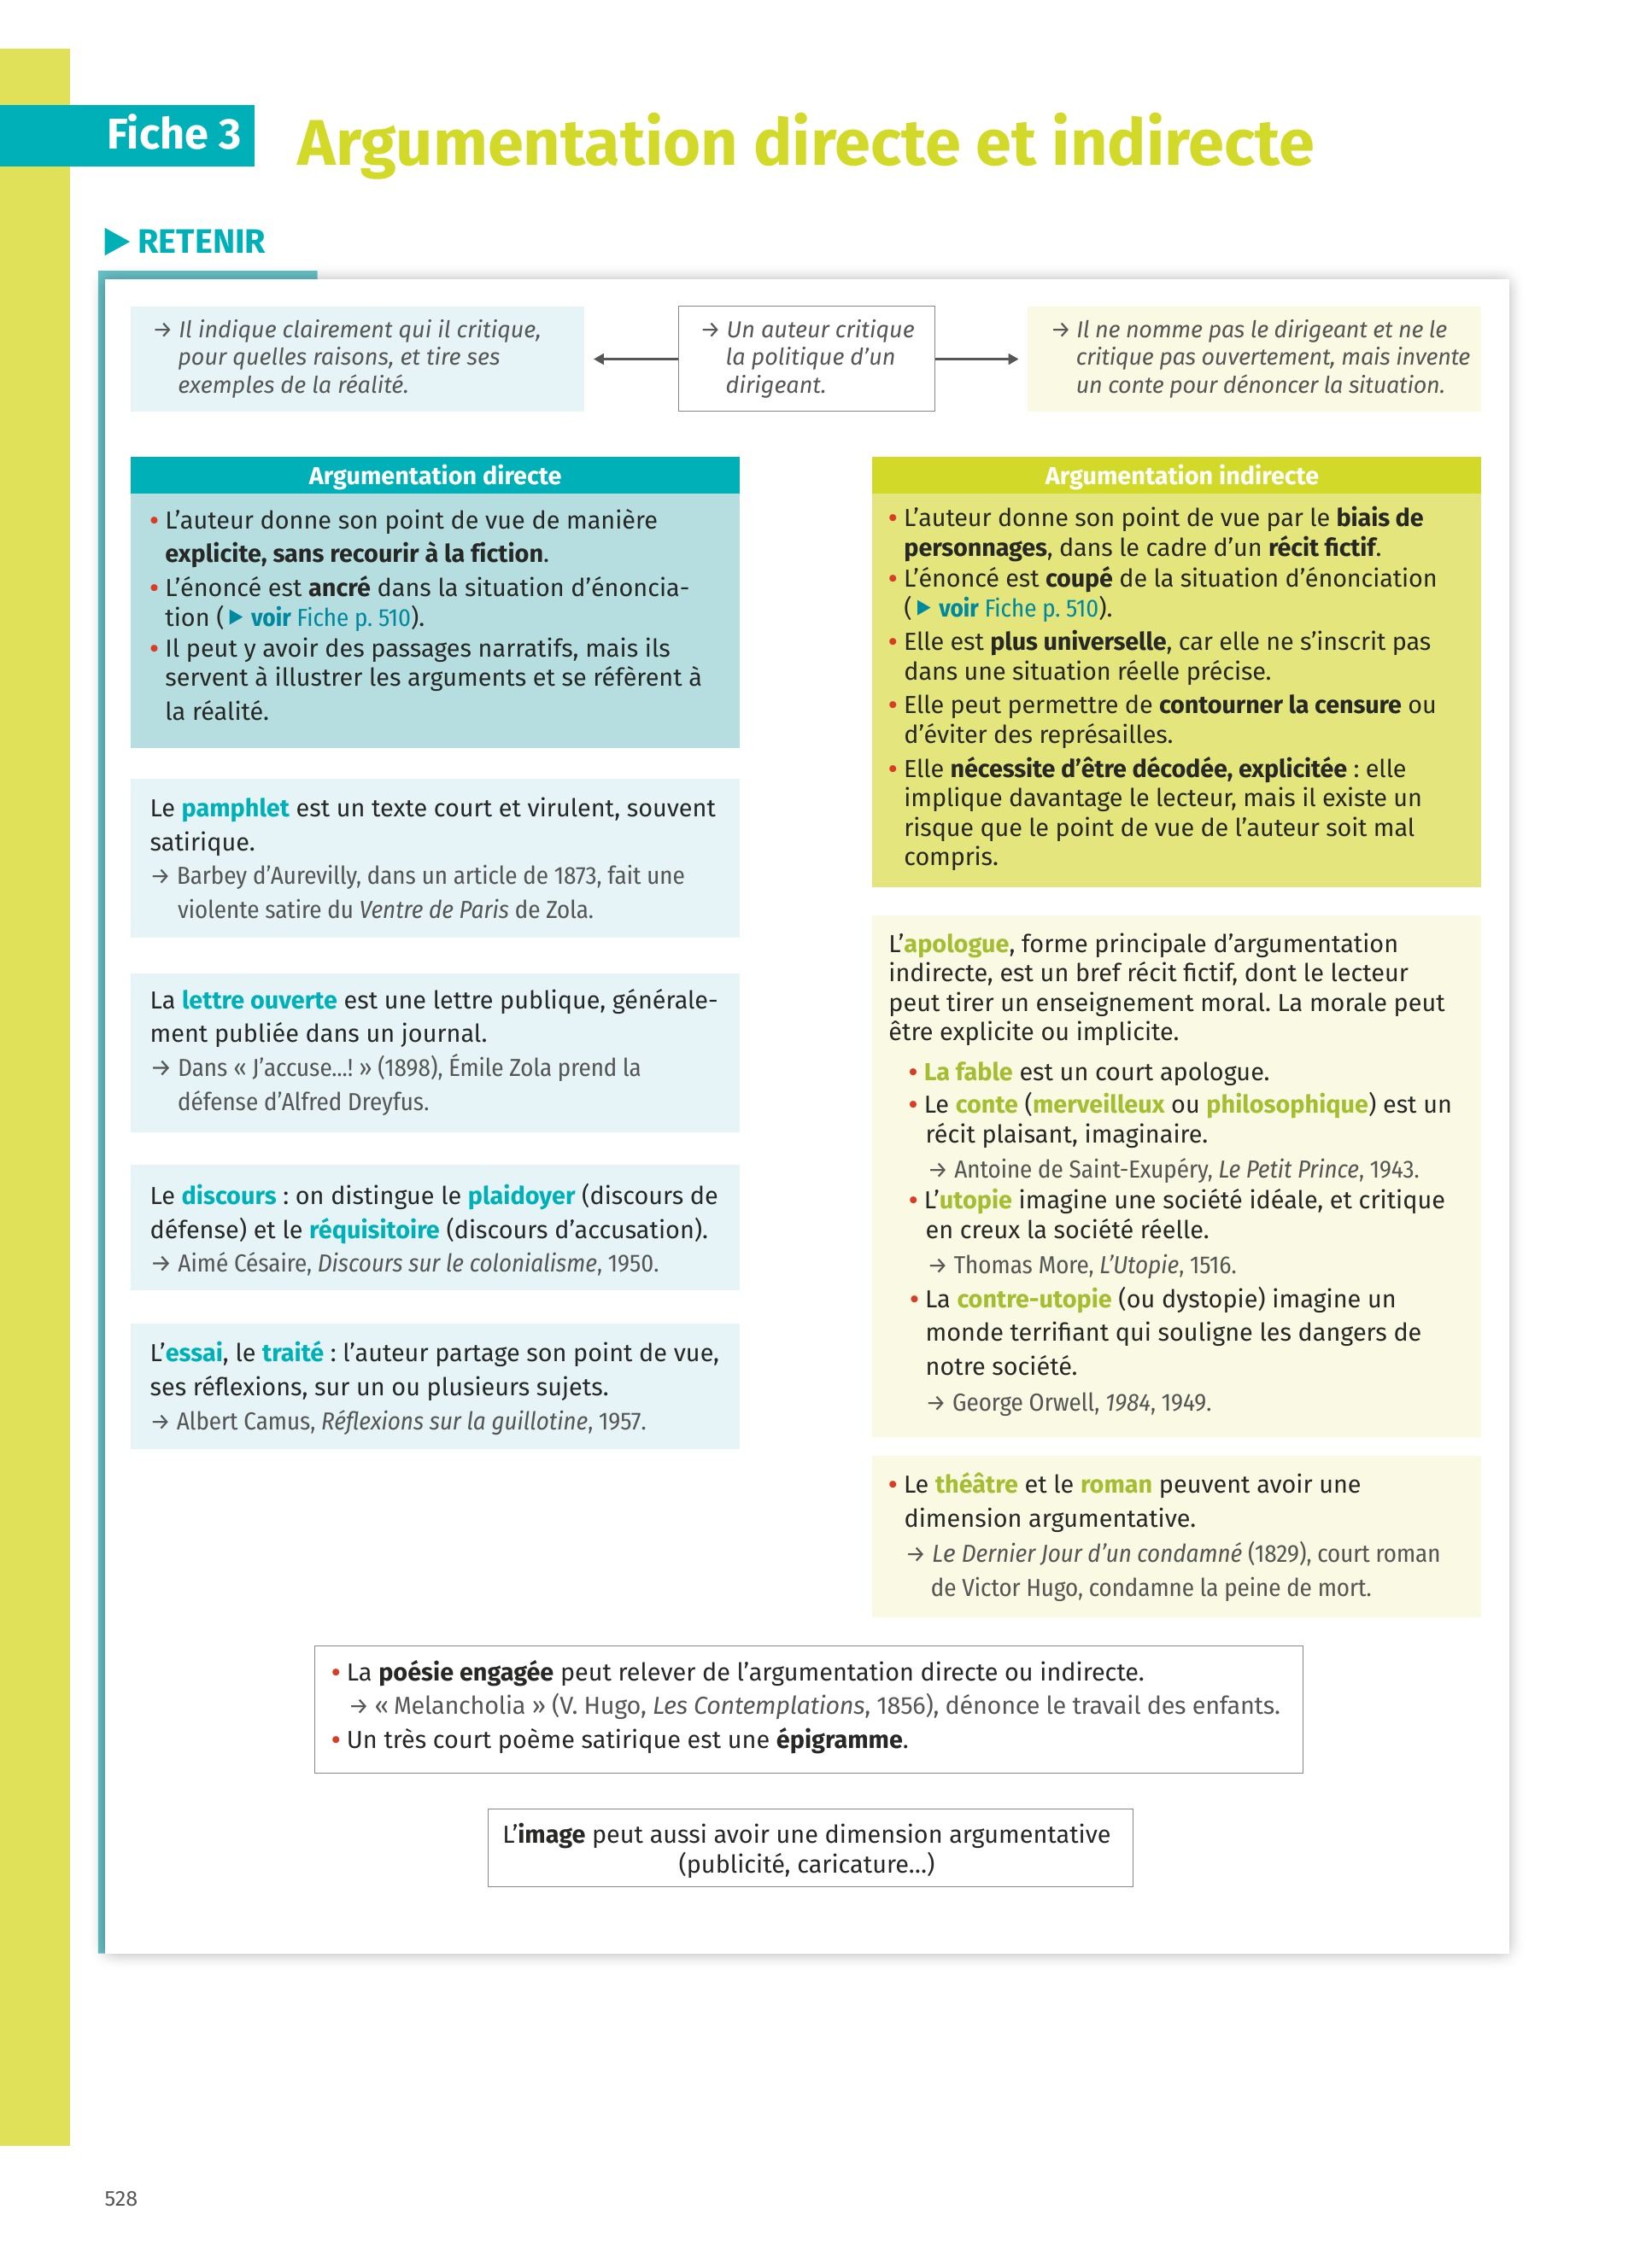 Fiche 3
Argumentation directe et indirecte
▶ RETENIR
→ Il indique clairement qui il critique,
pour quelles raisons, et tire ses
exemples de la réalité.
→ Un auteur critique
la politique d’un
dirigeant.
→ Il ne nomme pas le dirigeant et ne le
critique pas ouvertement, mais invente
un conte pour dénoncer la situation.
Argumentation directe
• L’auteur donne son point de vue de manière
explicite, sans recourir à la fiction.
• L’énoncé est ancré dans la situation d’énoncia-
tion (▶ voir Fiche p. 510).
• Il peut y avoir des passages narratifs, mais ils
servent à illustrer les arguments et se réfèrent à
la réalité.
Le pamphlet est un texte court et virulent, souvent
satirique.
→ Barbey d’Aurevilly, dans un article de 1873, fait une
violente satire du Ventre de Paris de Zola.
La lettre ouverte est une lettre publique, générale-
ment publiée dans un journal.
→ Dans « J’accuse...! » (1898), Émile Zola prend la
défense d’Alfred Dreyfus.
Le discours : on distingue le plaidoyer (discours de
défense) et le réquisitoire (discours d’accusation).
→ Aimé Césaire, Discours sur le colonialisme, 1950.
L’essai, le traité : l’auteur partage son point de vue,
ses réflexions, sur un ou plusieurs sujets.
→ Albert Camus, Réflexions sur la guillotine, 1957.
Argumentation indirecte
• L’auteur donne son point de vue par le biais de
personnages, dans le cadre d’un récit fictif.
• L’énoncé est coupé de la situation d’énonciation
(▶ voir Fiche p. 510).
• Elle est plus universelle, car elle ne s’inscrit pas
dans une situation réelle précise.
• Elle peut permettre de contourner la censure ou
d’éviter des représailles.
• Elle nécessite d’être décodée, explicitée : elle
implique davantage le lecteur, mais il existe un
risque que le point de vue de l’auteur soit mal
compris.
L’apologue, forme principale d’argumentation
indirecte, est un bref récit fictif, dont le lecteur
peut tirer un enseignement moral. La morale peut
être explicite ou implicite.
• La fable est un court apologue.
• Le conte (merveilleux ou philosophique) est un
récit plaisant, imaginaire.
→ Antoine de Saint-Exupéry, Le Petit Prince, 1943.
• L’utopie imagine une société idéale, et critique
en creux la société réelle.
→ Thomas More, L’Utopie, 1516.
• La contre-utopie (ou dystopie) imagine un
monde terrifiant qui souligne les dangers de
notre société.
→ George Orwell, 1984, 1949.
• Le théâtre et le roman peuvent avoir une
dimension argumentative.
→ Le Dernier Jour d’un condamné (1829), court roman
de Victor Hugo, condamne la peine de mort.
• La poésie engagée peut relever de l’argumentation directe ou indirecte.
→ « Melancholia » (V. Hugo, Les Contemplations, 1856), dénonce le travail des enfants.
• Un très court poème satirique est une épigramme.
L’image peut aussi avoir une dimension argumentative
(publicité, caricature...)
528